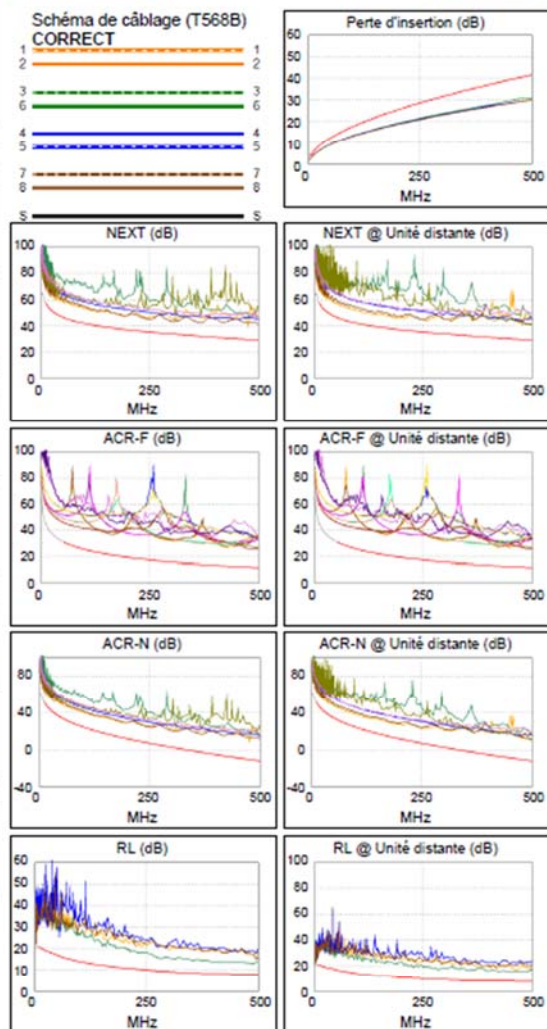 Schéma de câblage (T568B)
CORRECT
1 1
2 2
3 3
6 6
4 4
5 5
7 7
8 8
S S
Perte d'insertion (dB)
60
50
40
30
20
10
0
0 250 500
MHz
NEXT (dB)
100
80
60
40
20
0
0 250 500
MHz
NEXT @ Unité distante (dB)
100
80
60
40
20
0
0 250 500
MHz
ACR-F (dB)
100
80
60
40
20
0
0 250 500
MHz
ACR-F @ Unité distante (dB)
100
80
60
40
20
0
0 250 500
MHz
ACR-N (dB)
80
40
0
-40
0 250 500
MHz
ACR-N @ Unité distante (dB)
80
40
0
-40
0 250 500
MHz
RL (dB)
60
50
40
30
20
10
0
0 250 500
MHz
RL @ Unité distante (dB)
100
80
60
40
20
0
0 250 500
MHz